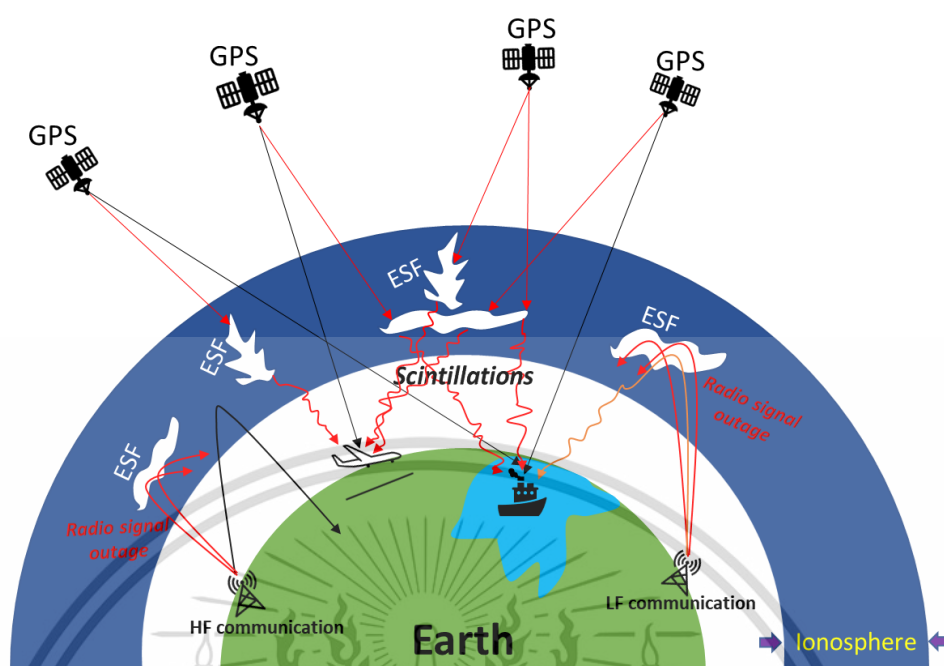 GPS
GPS
GPS
GPS
ESF
ESF
ESF
ESF
Scintillations
Radio signal
outage
Radio signal
outage
HF communication
LF communication
Earth
Ionosphere